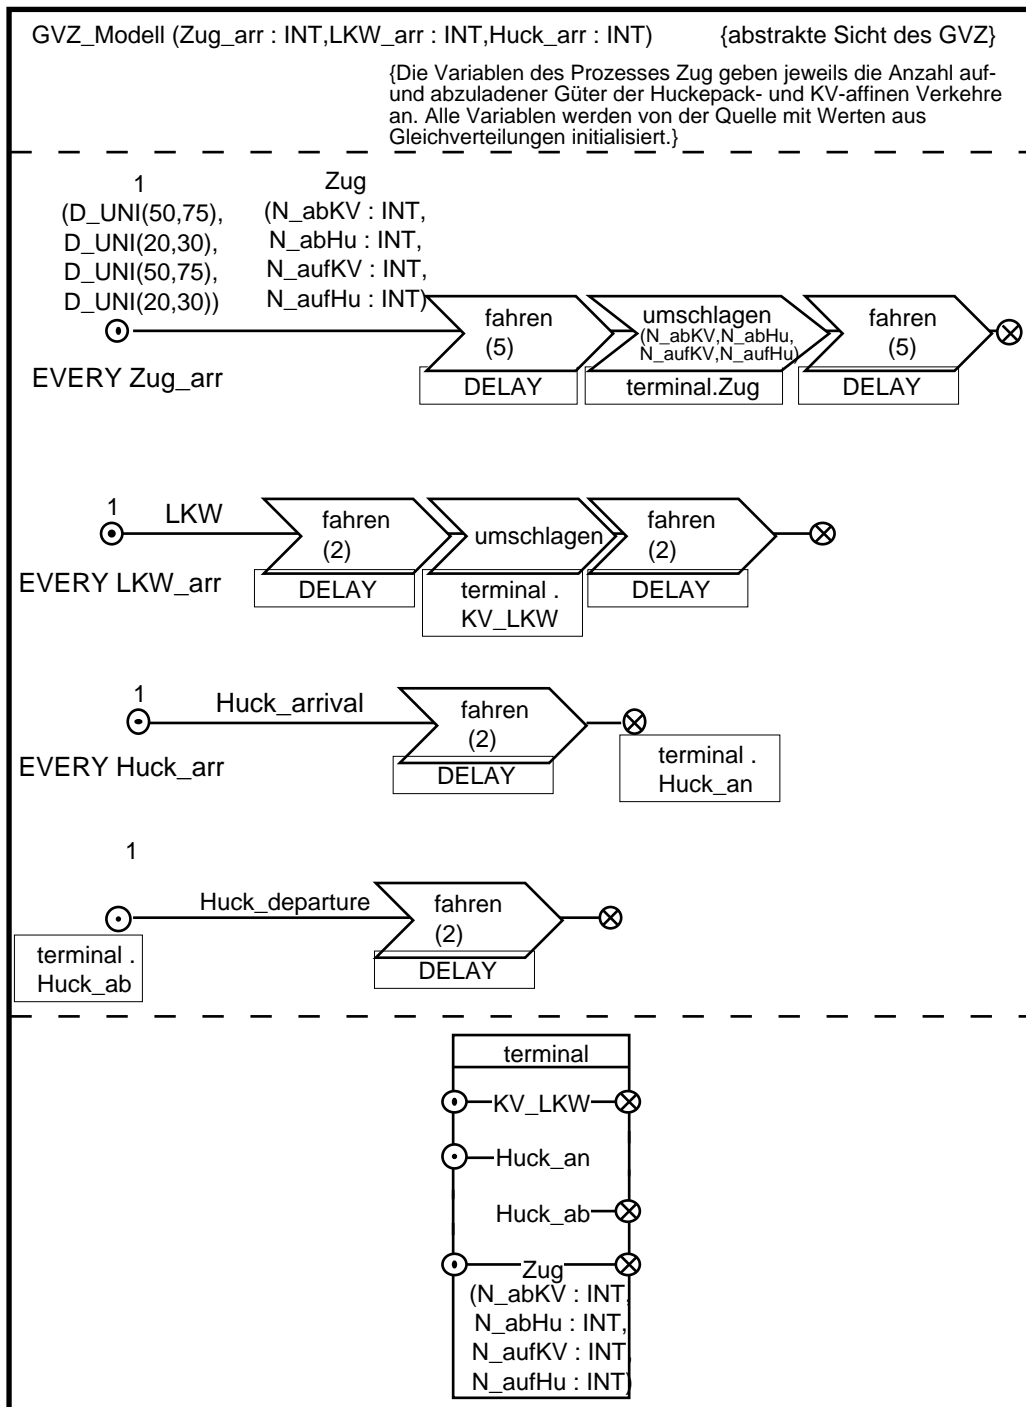 GVZ_Modell (Zug_arr : INT,LKW_arr : INT,Huck_arr : INT) {abstrakte Sicht des GVZ}
{Die Variablen des Prozesses Zug geben jeweils die Anzahl auf-
und abzuladener Güter der Huckepack- und KV-affinen Verkehre
an. Alle Variablen werden von der Quelle mit Werten aus
Gleichverteilungen initialisiert.}
1
(D_UNI(50,75),
D_UNI(20,30),
D_UNI(50,75),
D_UNI(20,30))
Zug
(N_abKV : INT,
N_abHu : INT,
N_aufKV : INT,
N_aufHu : INT)
EVERY Zug_arr
fahren
(5)
DELAY
umschlagen
(N_abKV,N_abHu,
N_aufKV,N_aufHu)
terminal.Zug
fahren
(5)
DELAY
1
LKW
EVERY LKW_arr
fahren
(2)
DELAY
umschlagen
terminal .
KV_LKW
fahren
(2)
DELAY
1
Huck_arrival
EVERY Huck_arr
fahren
(2)
DELAY
terminal .
Huck_an
1
Huck_departure
terminal .
Huck_ab
fahren
(2)
DELAY
terminal
KV_LKW
Huck_an
Huck_ab
Zug
(N_abKV : INT,
N_abHu : INT,
N_aufKV : INT,
N_aufHu : INT)